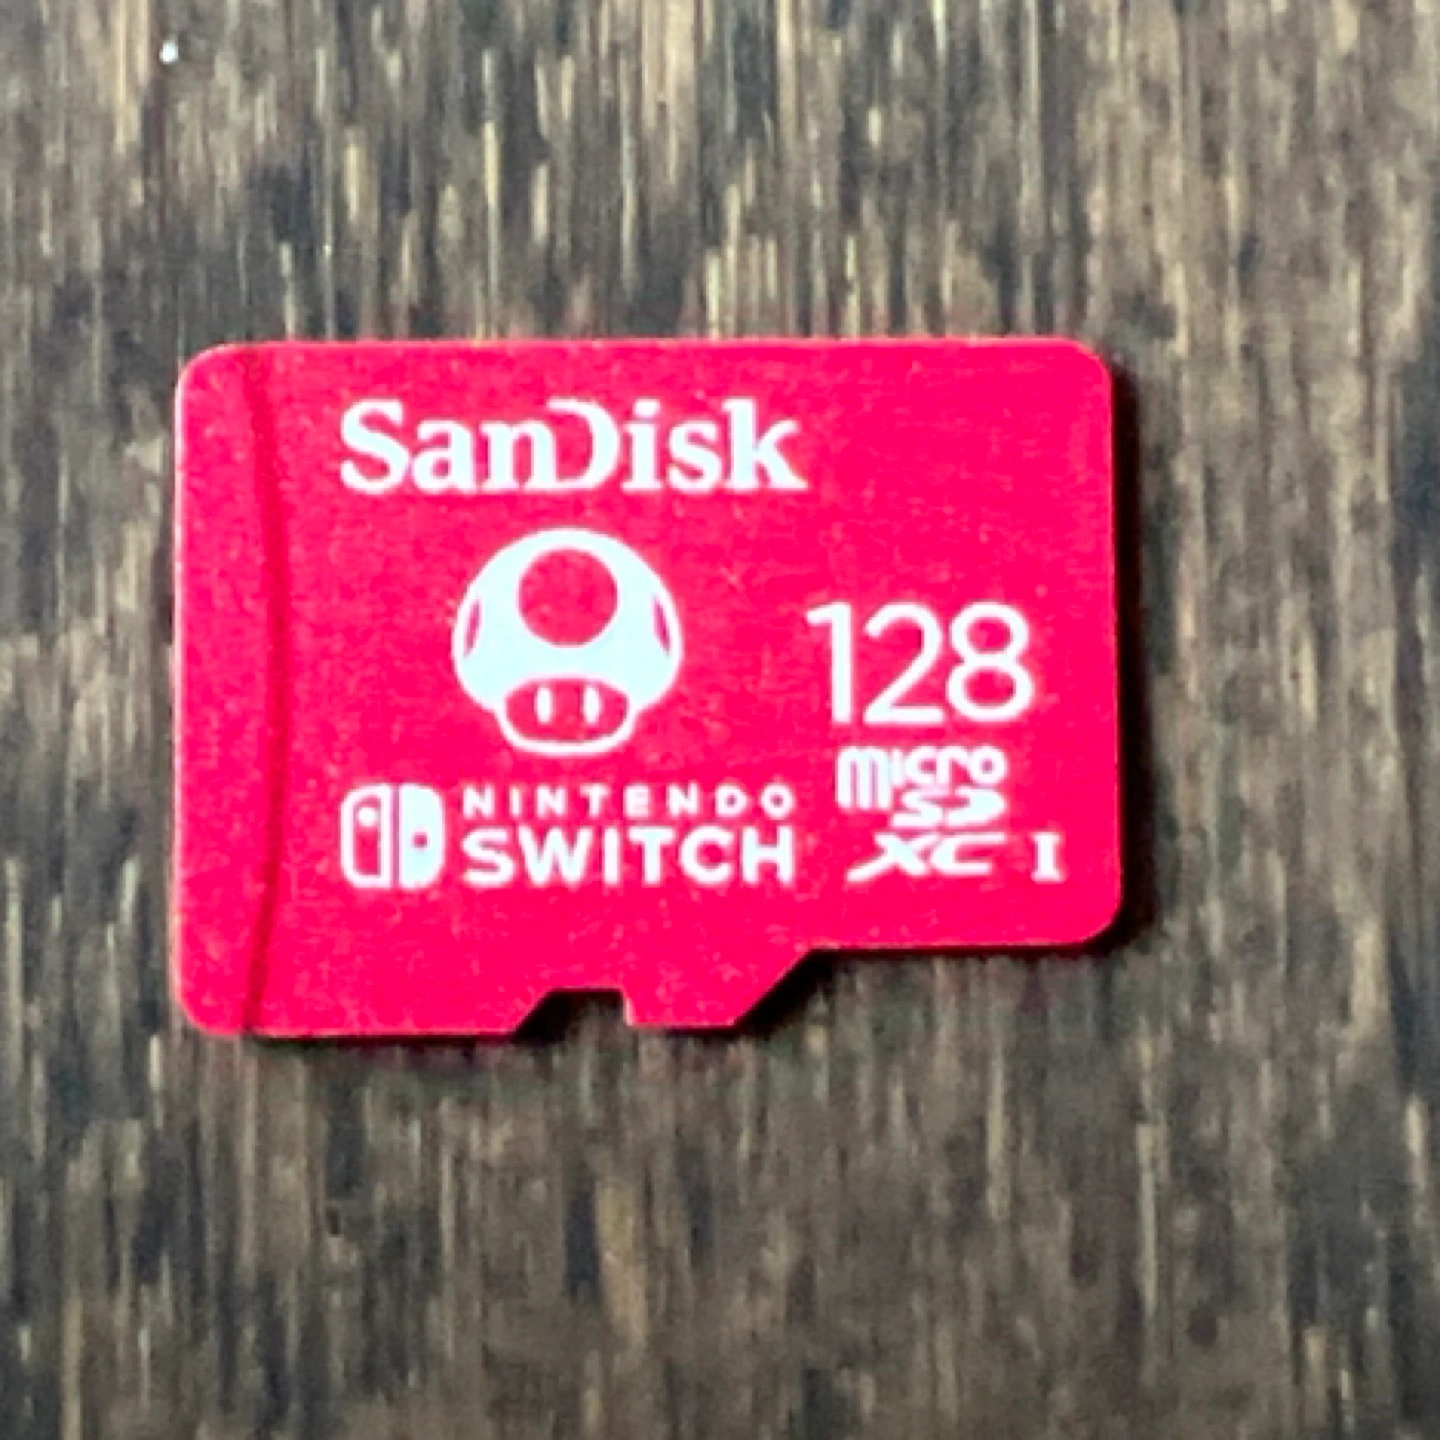 SanDisk
128
micro
SD
XC I
NINTENDO
SWITCH